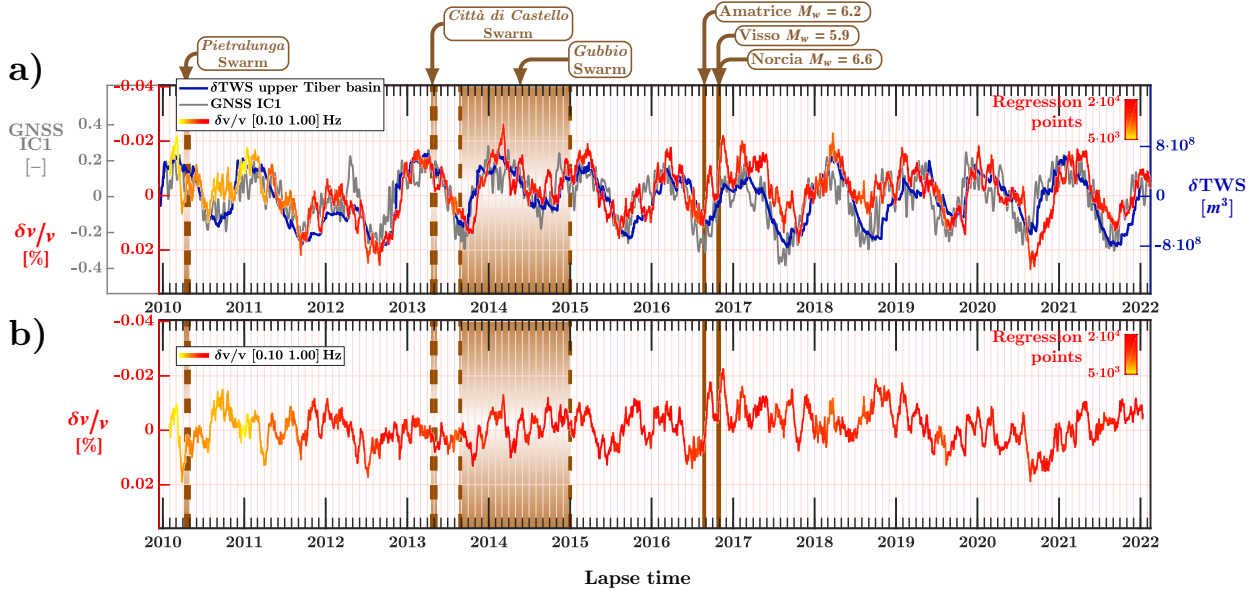 Pietralunga
Swarm
Città di Castello
Swarm
Gubbio
Swarm
Amatrice Mw = 6.2
Visso Mw = 5.9
Norcia Mw = 6.6
a)
δTWS upper Tiber basin
GNSS IC1
δv/v [0.10 1.00] Hz
Regression
points
2·10⁴
5·10³
GNSS
IC1
[−]
0.4
0.2
0
-0.2
-0.4
δv/v
[%]
-0.04
-0.02
0
0.02
8·10⁸
0
-8·10⁸
δTWS
[m³]
2010 2011 2012 2013 2014 2015 2016 2017 2018 2019 2020 2021 2022
b)
δv/v [0.10 1.00] Hz
Regression
points
2·10⁴
5·10³
δv/v
[%]
-0.04
-0.02
0
0.02
2010 2011 2012 2013 2014 2015 2016 2017 2018 2019 2020 2021 2022
Lapse time